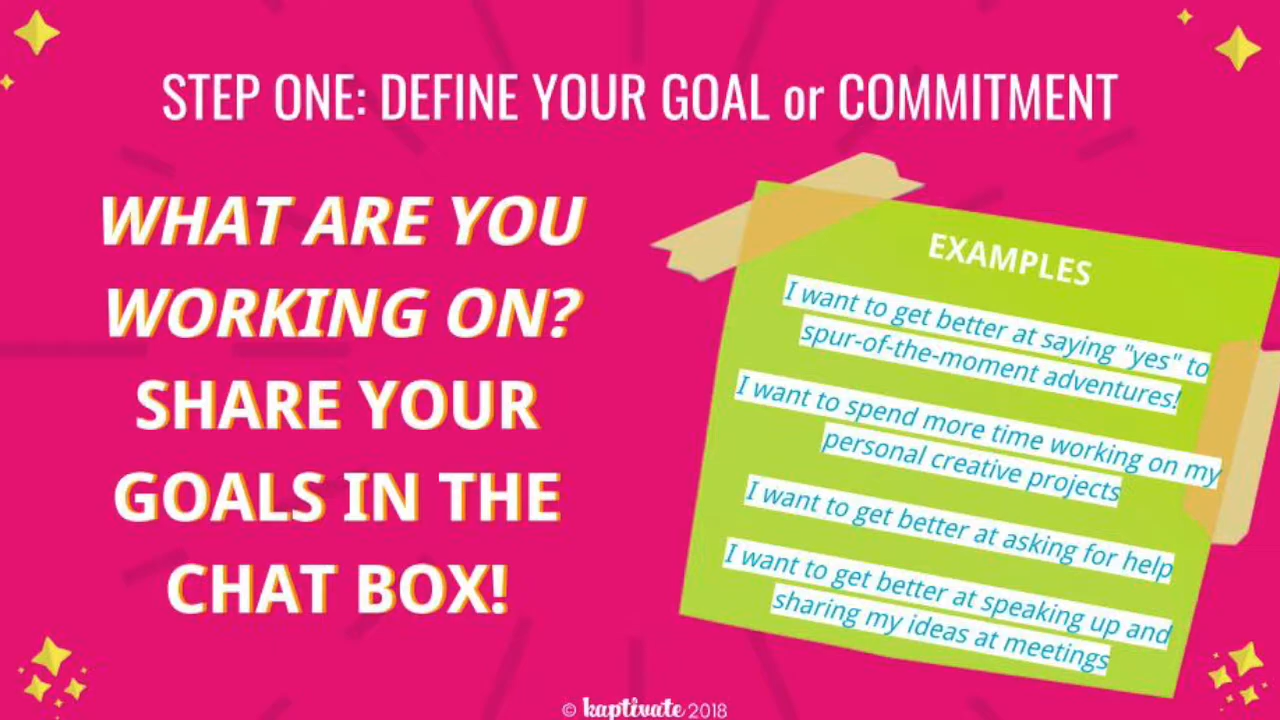 STEP ONE: DEFINE YOUR GOAL or COMMITMENT
WHAT ARE YOU
WORKING ON?
SHARE YOUR
GOALS IN THE
CHAT BOX!
EXAMPLES
I want to get better at saying "yes" to
spur-of-the-moment adventures!
I want to spend more time working on my
personal creative projects
I want to get better at asking for help
I want to get better at speaking up and
sharing my ideas at meetings
© kaptivate 2018